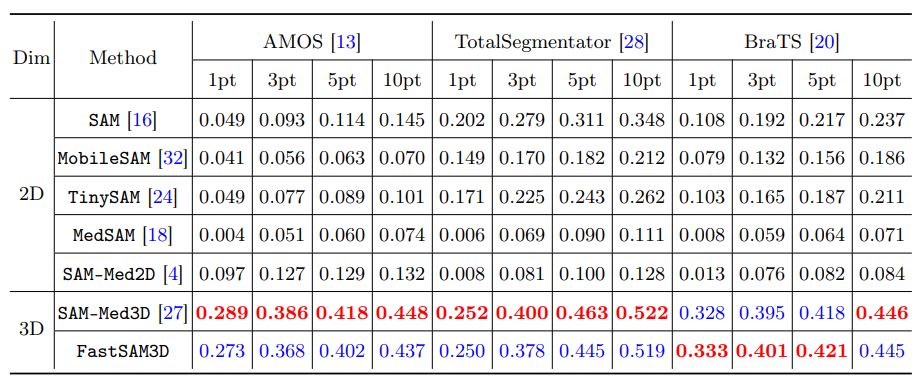 Dim Method AMOS [13] TotalSegmentator [28] BraTS [20]
1pt 3pt 5pt 10pt 1pt 3pt 5pt 10pt 1pt 3pt 5pt 10pt
2D
SAM [16] 0.049 0.093 0.114 0.145 0.202 0.279 0.311 0.348 0.108 0.192 0.217 0.237
MobileSAM [32] 0.041 0.056 0.063 0.070 0.149 0.170 0.182 0.212 0.079 0.132 0.156 0.186
TinySAM [24] 0.049 0.077 0.089 0.101 0.171 0.225 0.243 0.262 0.103 0.165 0.187 0.211
MedSAM [18] 0.004 0.051 0.060 0.074 0.006 0.069 0.090 0.111 0.008 0.059 0.064 0.071
SAM-Med2D [4] 0.097 0.127 0.129 0.132 0.008 0.081 0.100 0.128 0.013 0.076 0.082 0.084
3D
SAM-Med3D [27] 0.289 0.386 0.418 0.448 0.252 0.400 0.463 0.522 0.328 0.395 0.418 0.446
FastSAM3D 0.273 0.368 0.402 0.437 0.250 0.378 0.445 0.519 0.333 0.401 0.421 0.445